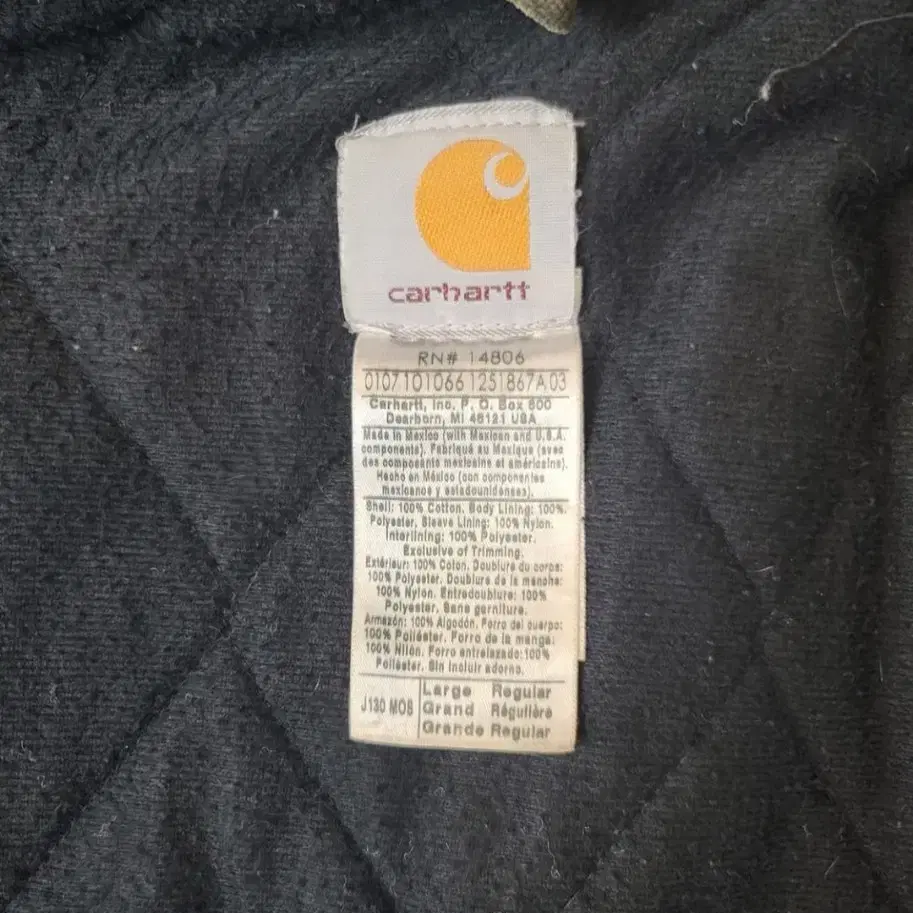 carhartt
RN# 14806
0107101066 1251867A03
Carhartt, Inc. P. O. Box 600
Dearborn, MI 48121 USA
Made in Mexico (with Mexican and U.S.A.
components). Fabriqué au Mexique (avec
des composants mexicains et américains).
Hecho en México (con componentes
mexicanos y estadounidenses).
Shell: 100% Cotton. Body Lining: 100%
Polyester, Sleeve Lining: 100% Nylon.
Interlining: 100% Polyester.
Exclusive of Trimming.
Extérieur: 100% Coton. Doublure du corps:
100% Polyester. Doublure de la manche:
100% Nylon. Entredoublure: 100%
Polyester. Sans garniture.
Armazón: 100% Algodón. Forro del cuerpo:
100% Poliéster. Forro de la manga:
100% Nilón. Forro entrelazado: 100%
Poliéster. Sin incluir adorno.
J130 MOS
Large Regular
Grand Régulière
Grande Regular